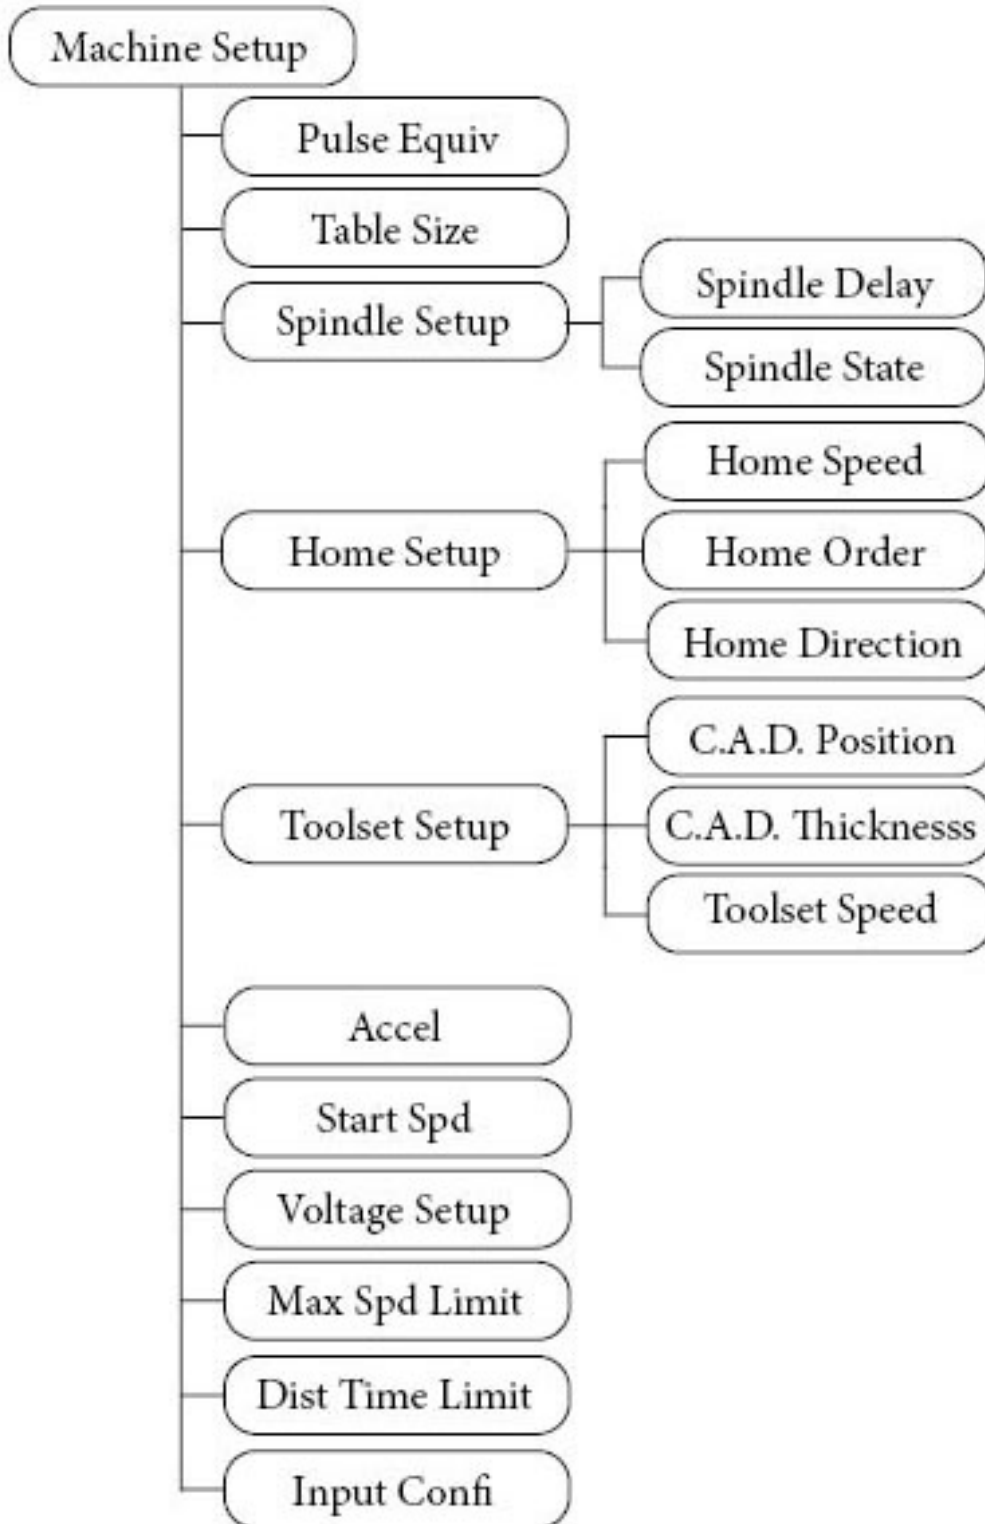 Machine Setup
Pulse Equiv
Table Size
Spindle Setup
Spindle Delay
Spindle State
Home Setup
Home Speed
Home Order
Home Direction
Toolset Setup
C.A.D. Position
C.A.D. Thicknesss
Toolset Speed
Accel
Start Spd
Voltage Setup
Max Spd Limit
Dist Time Limit
Input Confi